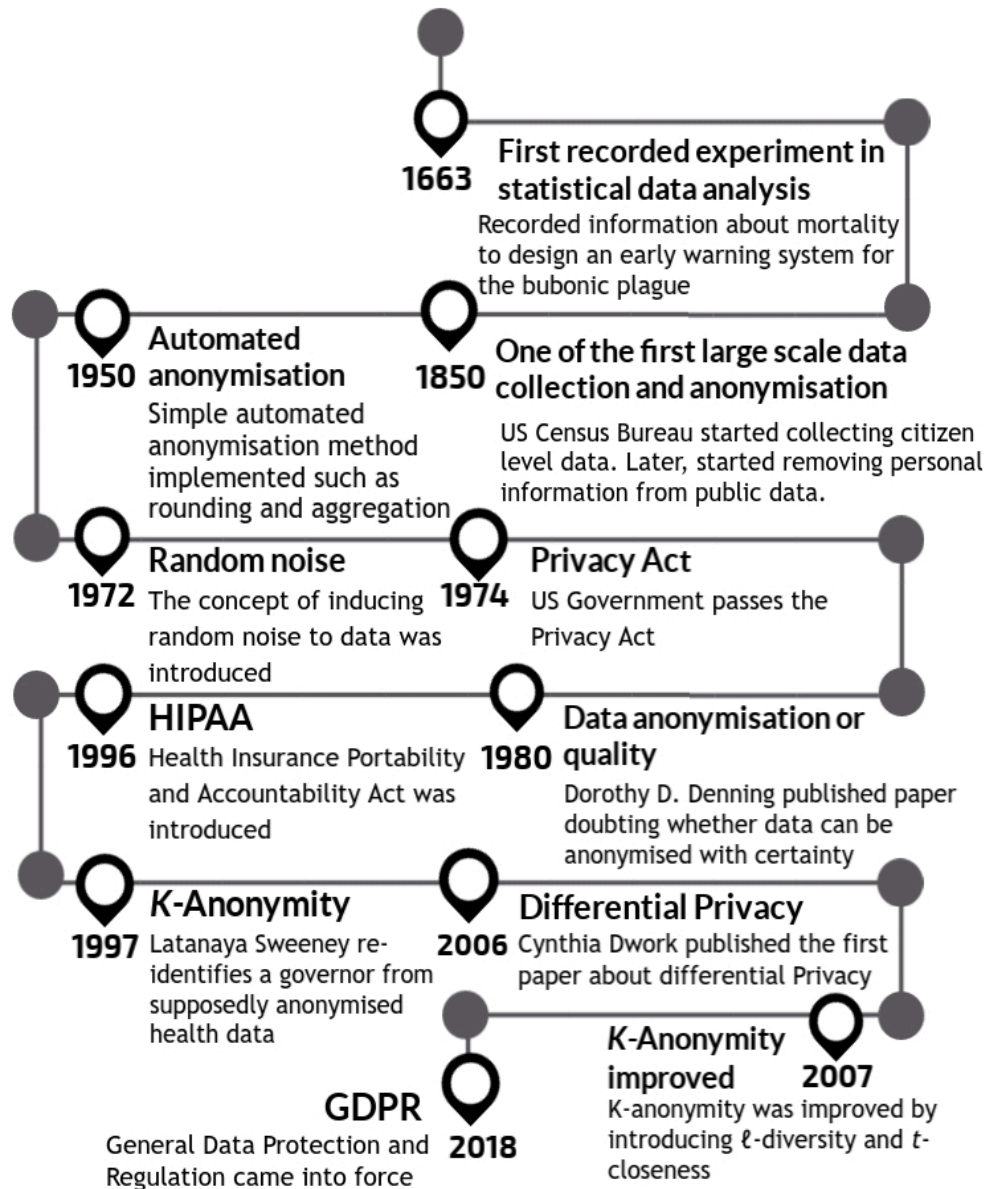 1663
First recorded experiment in
statistical data analysis
Recorded information about mortality
to design an early warning system for
the bubonic plague
1850
One of the first large scale data
collection and anonymisation
US Census Bureau started collecting citizen
level data. Later, started removing personal
information from public data.
1950
Automated
anonymisation
Simple automated
anonymisation method
implemented such as
rounding and aggregation
1972
Random noise
The concept of inducing
random noise to data was
introduced
1974
Privacy Act
US Government passes the
Privacy Act
1980
Data anonymisation or
quality
Dorothy D. Denning published paper
doubting whether data can be
anonymised with certainty
1996
HIPAA
Health Insurance Portability
and Accountability Act was
introduced
1997
K-Anonymity
Latanaya Sweeney re-
identifies a governor from
supposedly anonymised
health data
2006
Differential Privacy
Cynthia Dwork published the first
paper about differential Privacy
2007
K-Anonymity
improved
K-anonymity was improved by
introducing ℓ-diversity and t-
closeness
2018
GDPR
General Data Protection and
Regulation came into force